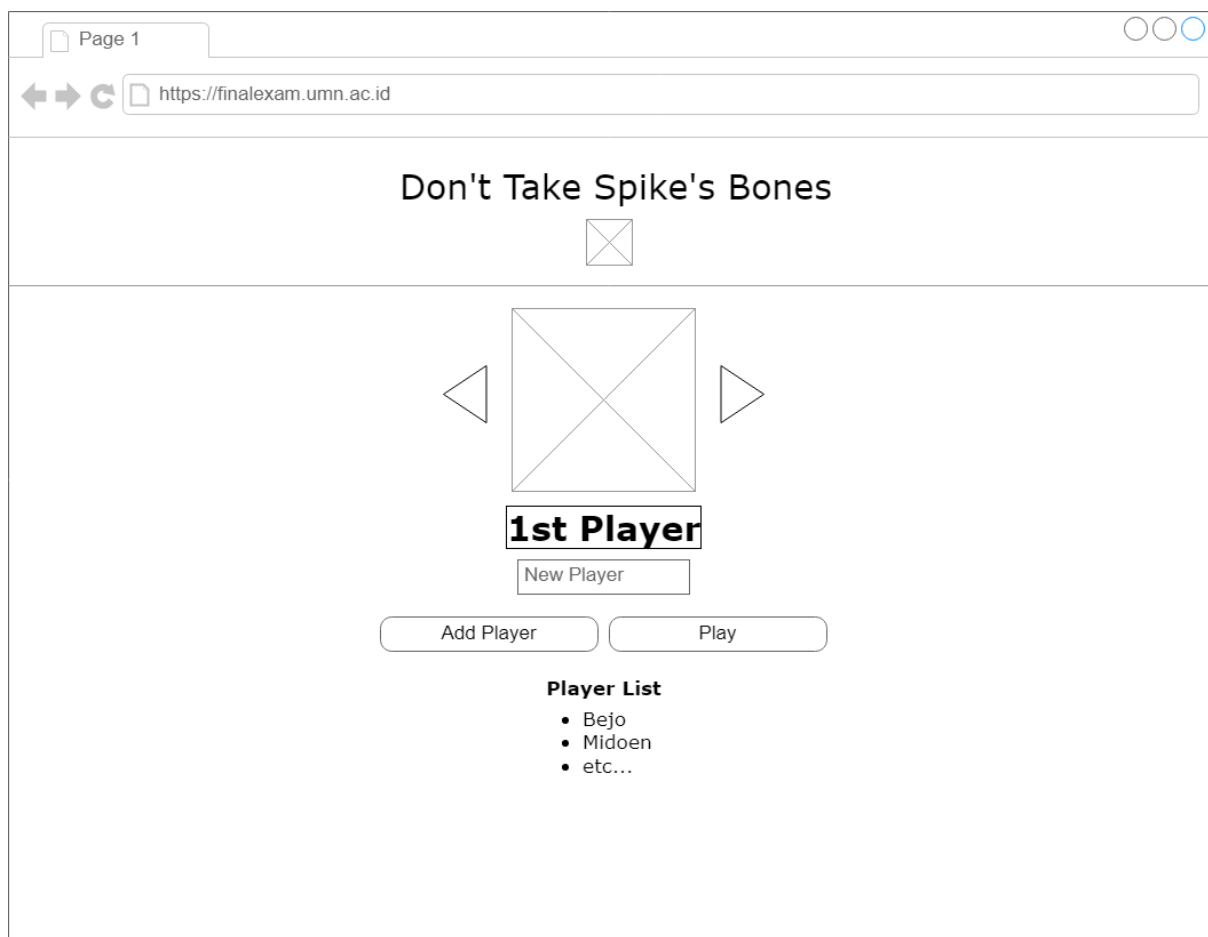 Page 1
https://finalexam.umn.ac.id
Don't Take Spike's Bones
1st Player
New Player
Add Player Play
Player List
• Bejo
• Midoen
• etc...